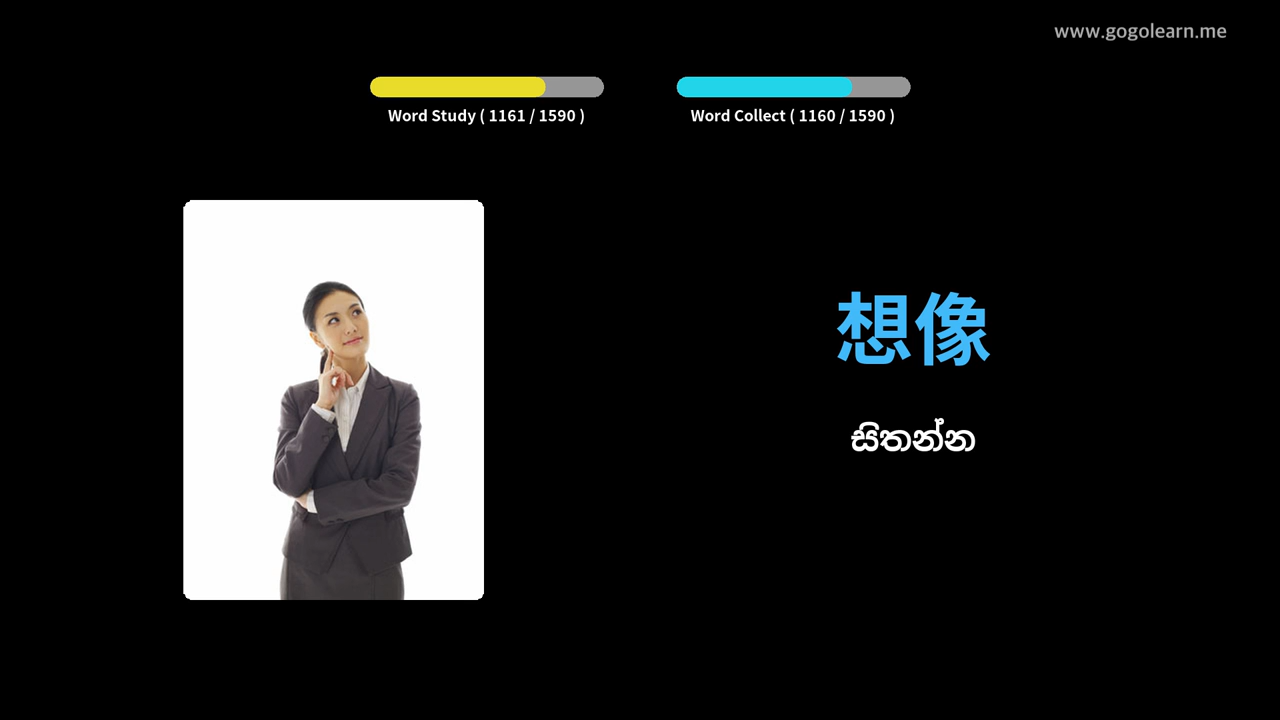 www.gogolearn.me
Word Study ( 1161 / 1590 )
Word Collect ( 1160 / 1590 )
想像
සිතන්න